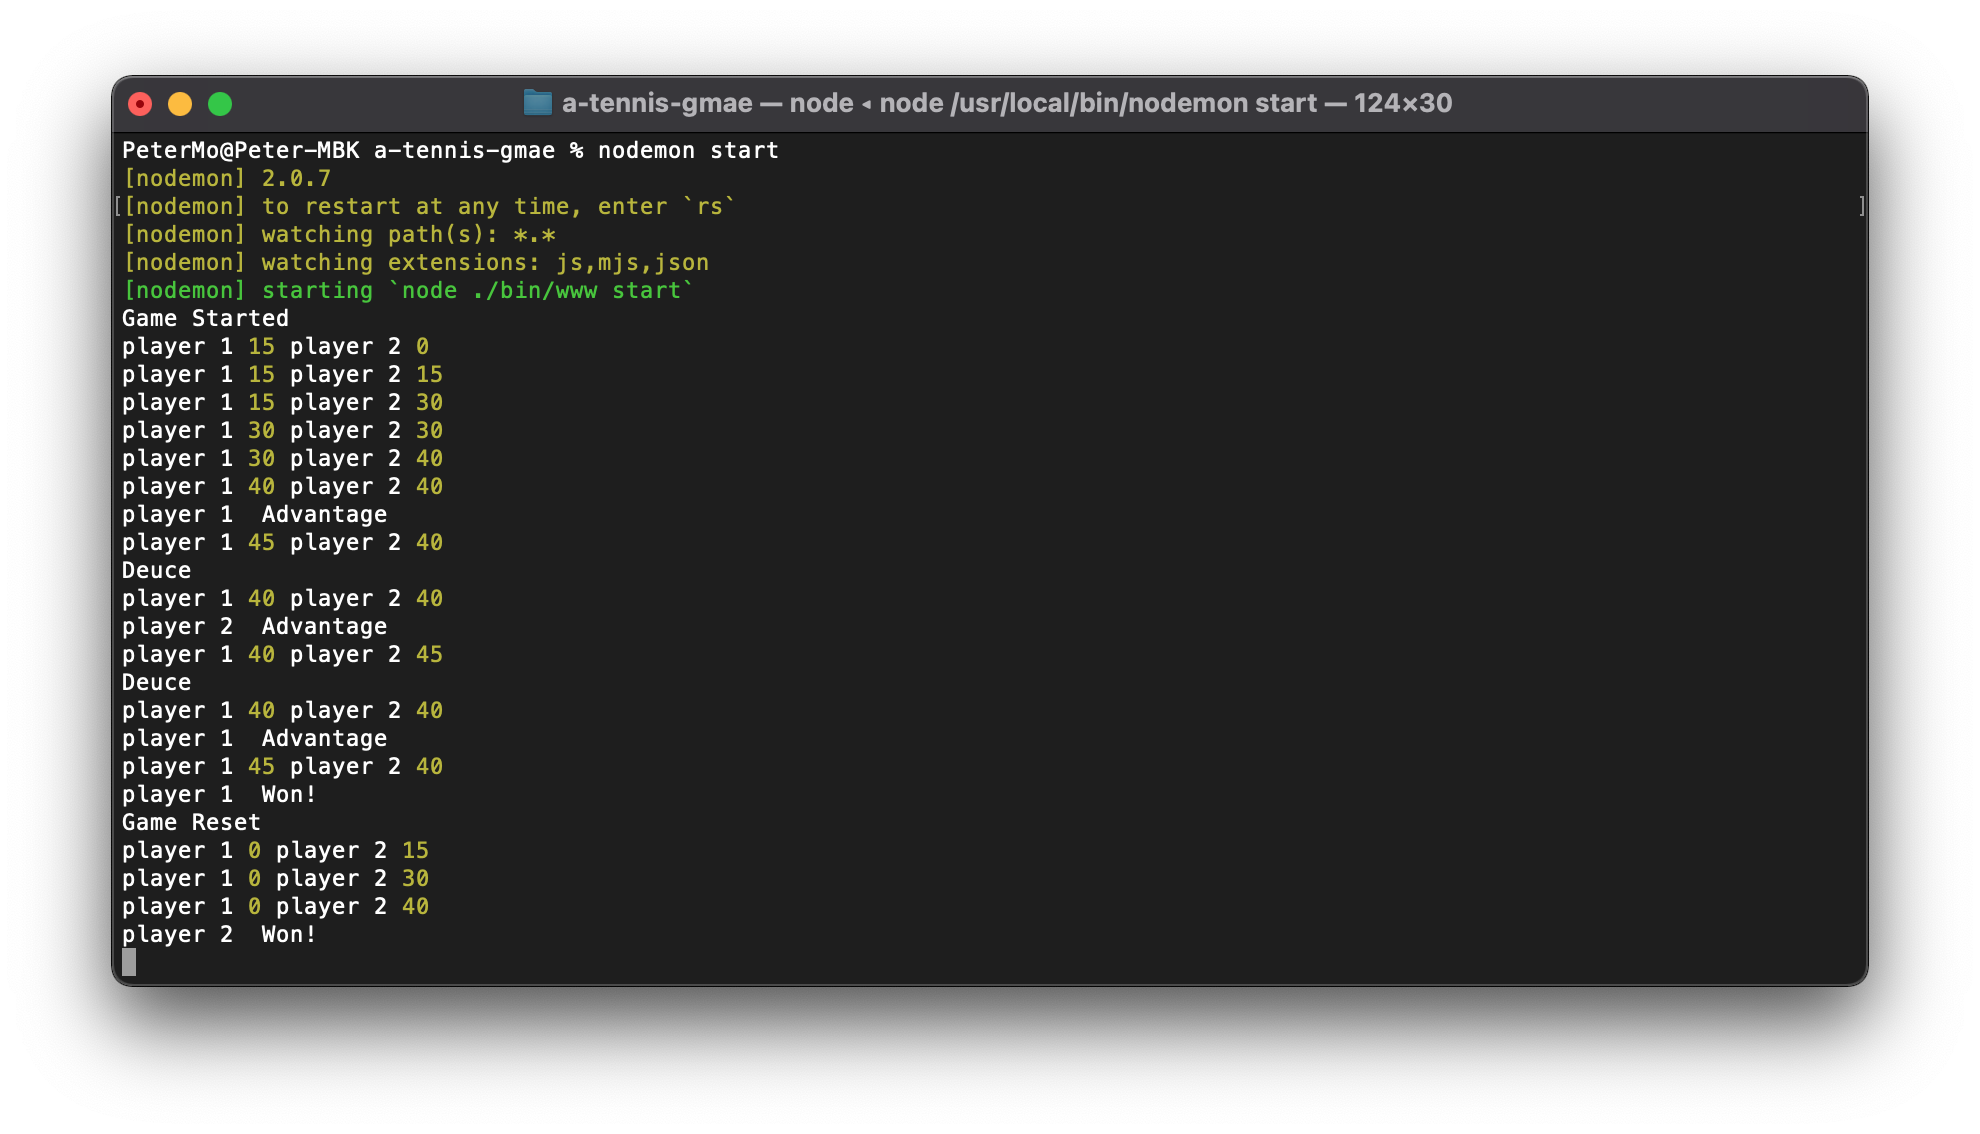 a-tennis-gmae — node ◂ node /usr/local/bin/nodemon start — 124×30
PeterMo@Peter-MBK a-tennis-gmae % nodemon start
[nodemon] 2.0.7
[[nodemon] to restart at any time, enter `rs` ]
[nodemon] watching path(s): *.*
[nodemon] watching extensions: js,mjs,json
[nodemon] starting `node ./bin/www start`
Game Started
player 1 15 player 2 0
player 1 15 player 2 15
player 1 15 player 2 30
player 1 30 player 2 30
player 1 30 player 2 40
player 1 40 player 2 40
player 1  Advantage
player 1 45 player 2 40
Deuce
player 1 40 player 2 40
player 2  Advantage
player 1 40 player 2 45
Deuce
player 1 40 player 2 40
player 1  Advantage
player 1 45 player 2 40
player 1  Won!
Game Reset
player 1 0 player 2 15
player 1 0 player 2 30
player 1 0 player 2 40
player 2  Won!